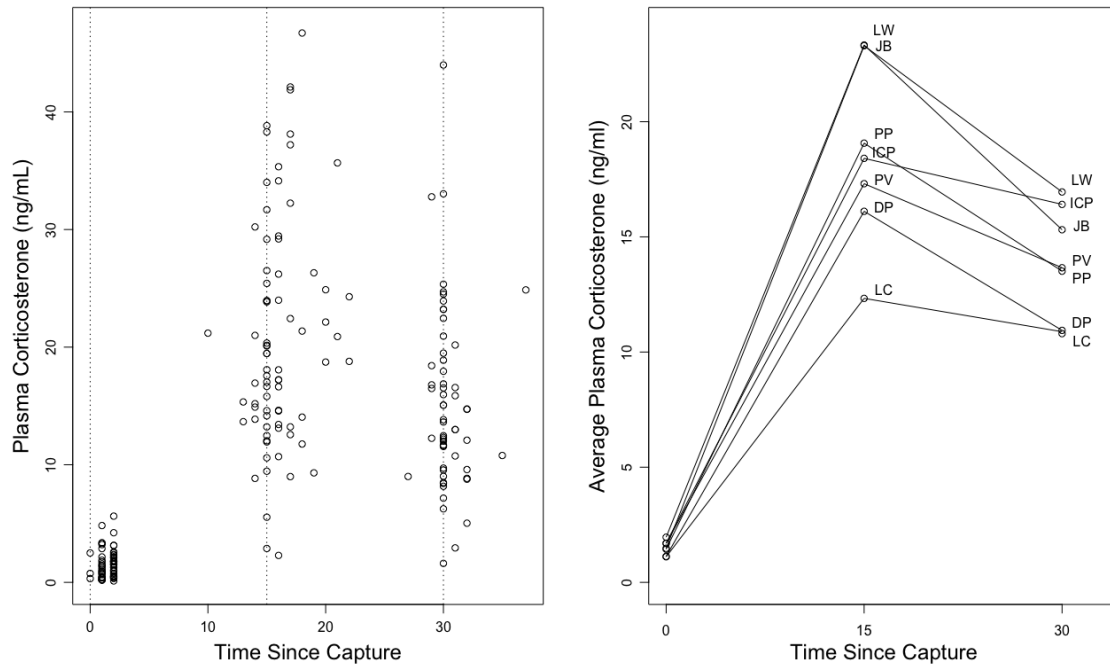 Plasma Corticosterone (ng/mL)
40
30
20
10
0
0 10 20 30
Time Since Capture
Average Plasma Corticosterone (ng/ml)
20
15
10
5
0
LW
JB
PP
ICP
PV
DP
LC
LW
ICP
JB
PV
PP
DP
LC
0 15 30
Time Since Capture